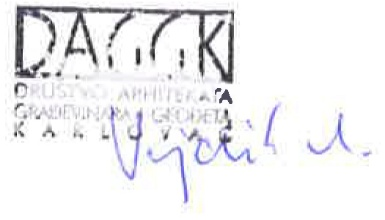 DAGGK
DRUŠTVO ARHITEKATA
GRAĐEVINARA I GEODETA
KARLOVAC